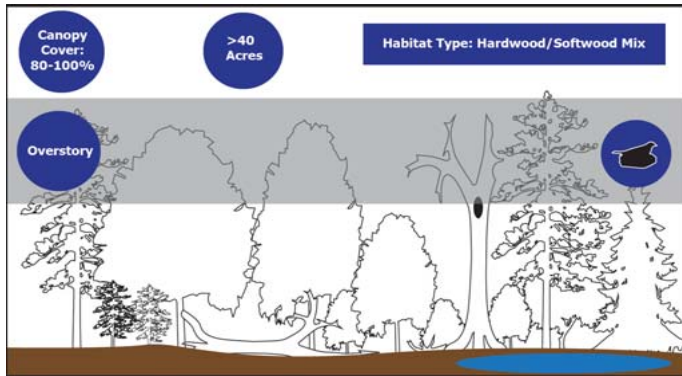 Canopy
Cover:
80-100%
>40
Acres
Habitat Type: Hardwood/Softwood Mix
Overstory